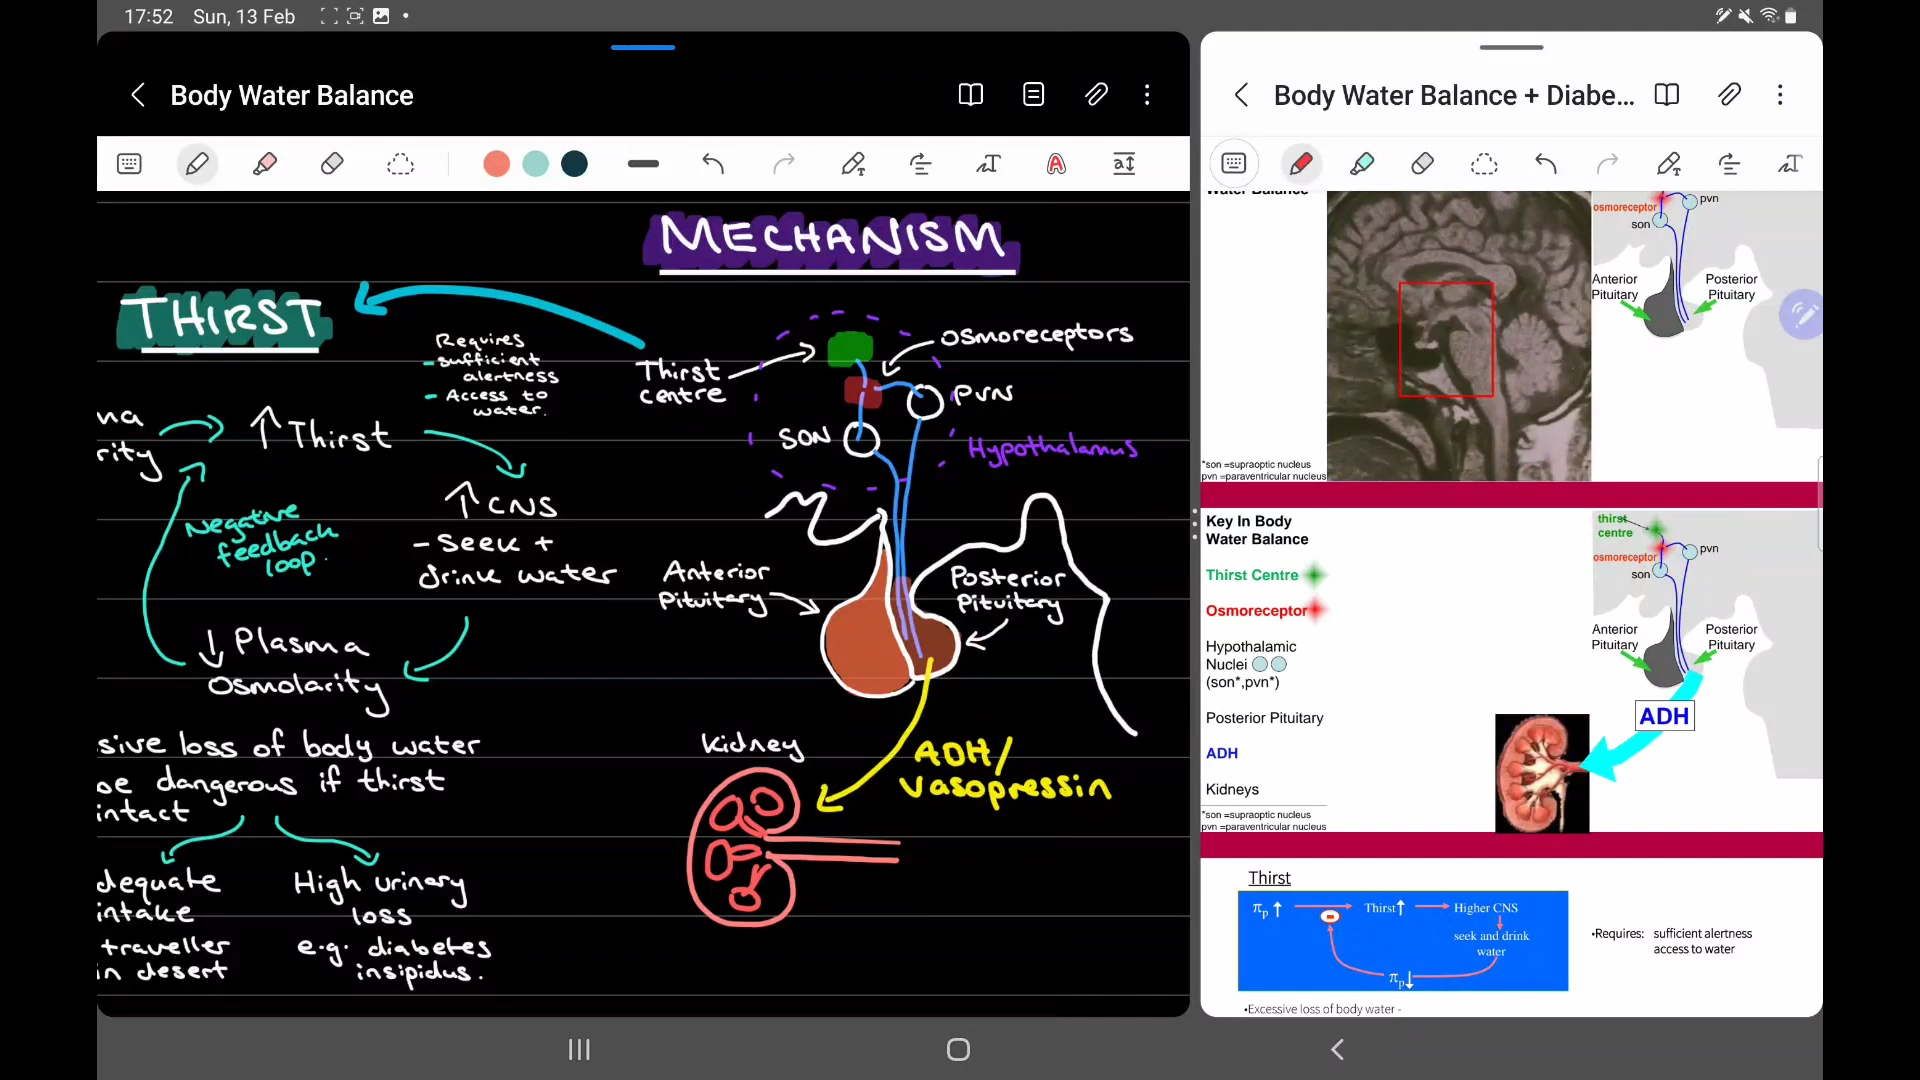 17:52 Sun, 13 Feb
Body Water Balance
MECHANISM
THIRST
Requires
- sufficient
alertness
- Access to
water.
na
rity
↑ Thirst
Negative
feedback
loop.
↑ CNS
- Seek +
drink water
↓ Plasma
Osmolarity
sive loss of body water
be dangerous if thirst
intact
dequate
intake
traveller
in desert
High urinary
loss
e.g. diabetes
insipidus.
Thirst
centre
Osmoreceptors
PVN
SON
Hypothalamus
Anterior
Pituitary
Posterior
Pituitary
Kidney
ADH/
vasopressin
Body Water Balance + Diabe...
Water Balance
osmoreceptor
pvn
son
Anterior
Pituitary
Posterior
Pituitary
*son =supraoptic nucleus
pvn =paraventricular nucleus
Key In Body
Water Balance
Thirst Centre
Osmoreceptor
Hypothalamic
Nuclei
(son*,pvn*)
Posterior Pituitary
ADH
Kidneys
*son =supraoptic nucleus
pvn =paraventricular nucleus
thirst
centre
osmoreceptor
pvn
son
Anterior
Pituitary
Posterior
Pituitary
ADH
Thirst
πp↑ Thirst↑ Higher CNS
seek and drink
water
πp↓
•Requires: sufficient alertness
access to water
•Excessive loss of body water -